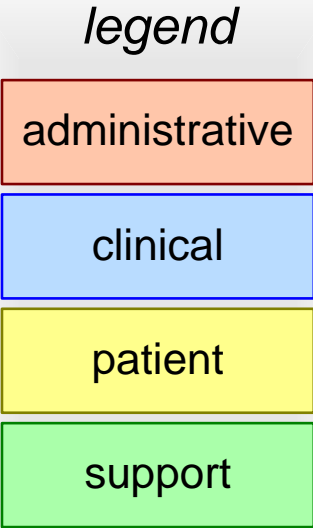 legend
administrative
clinical
patient
support